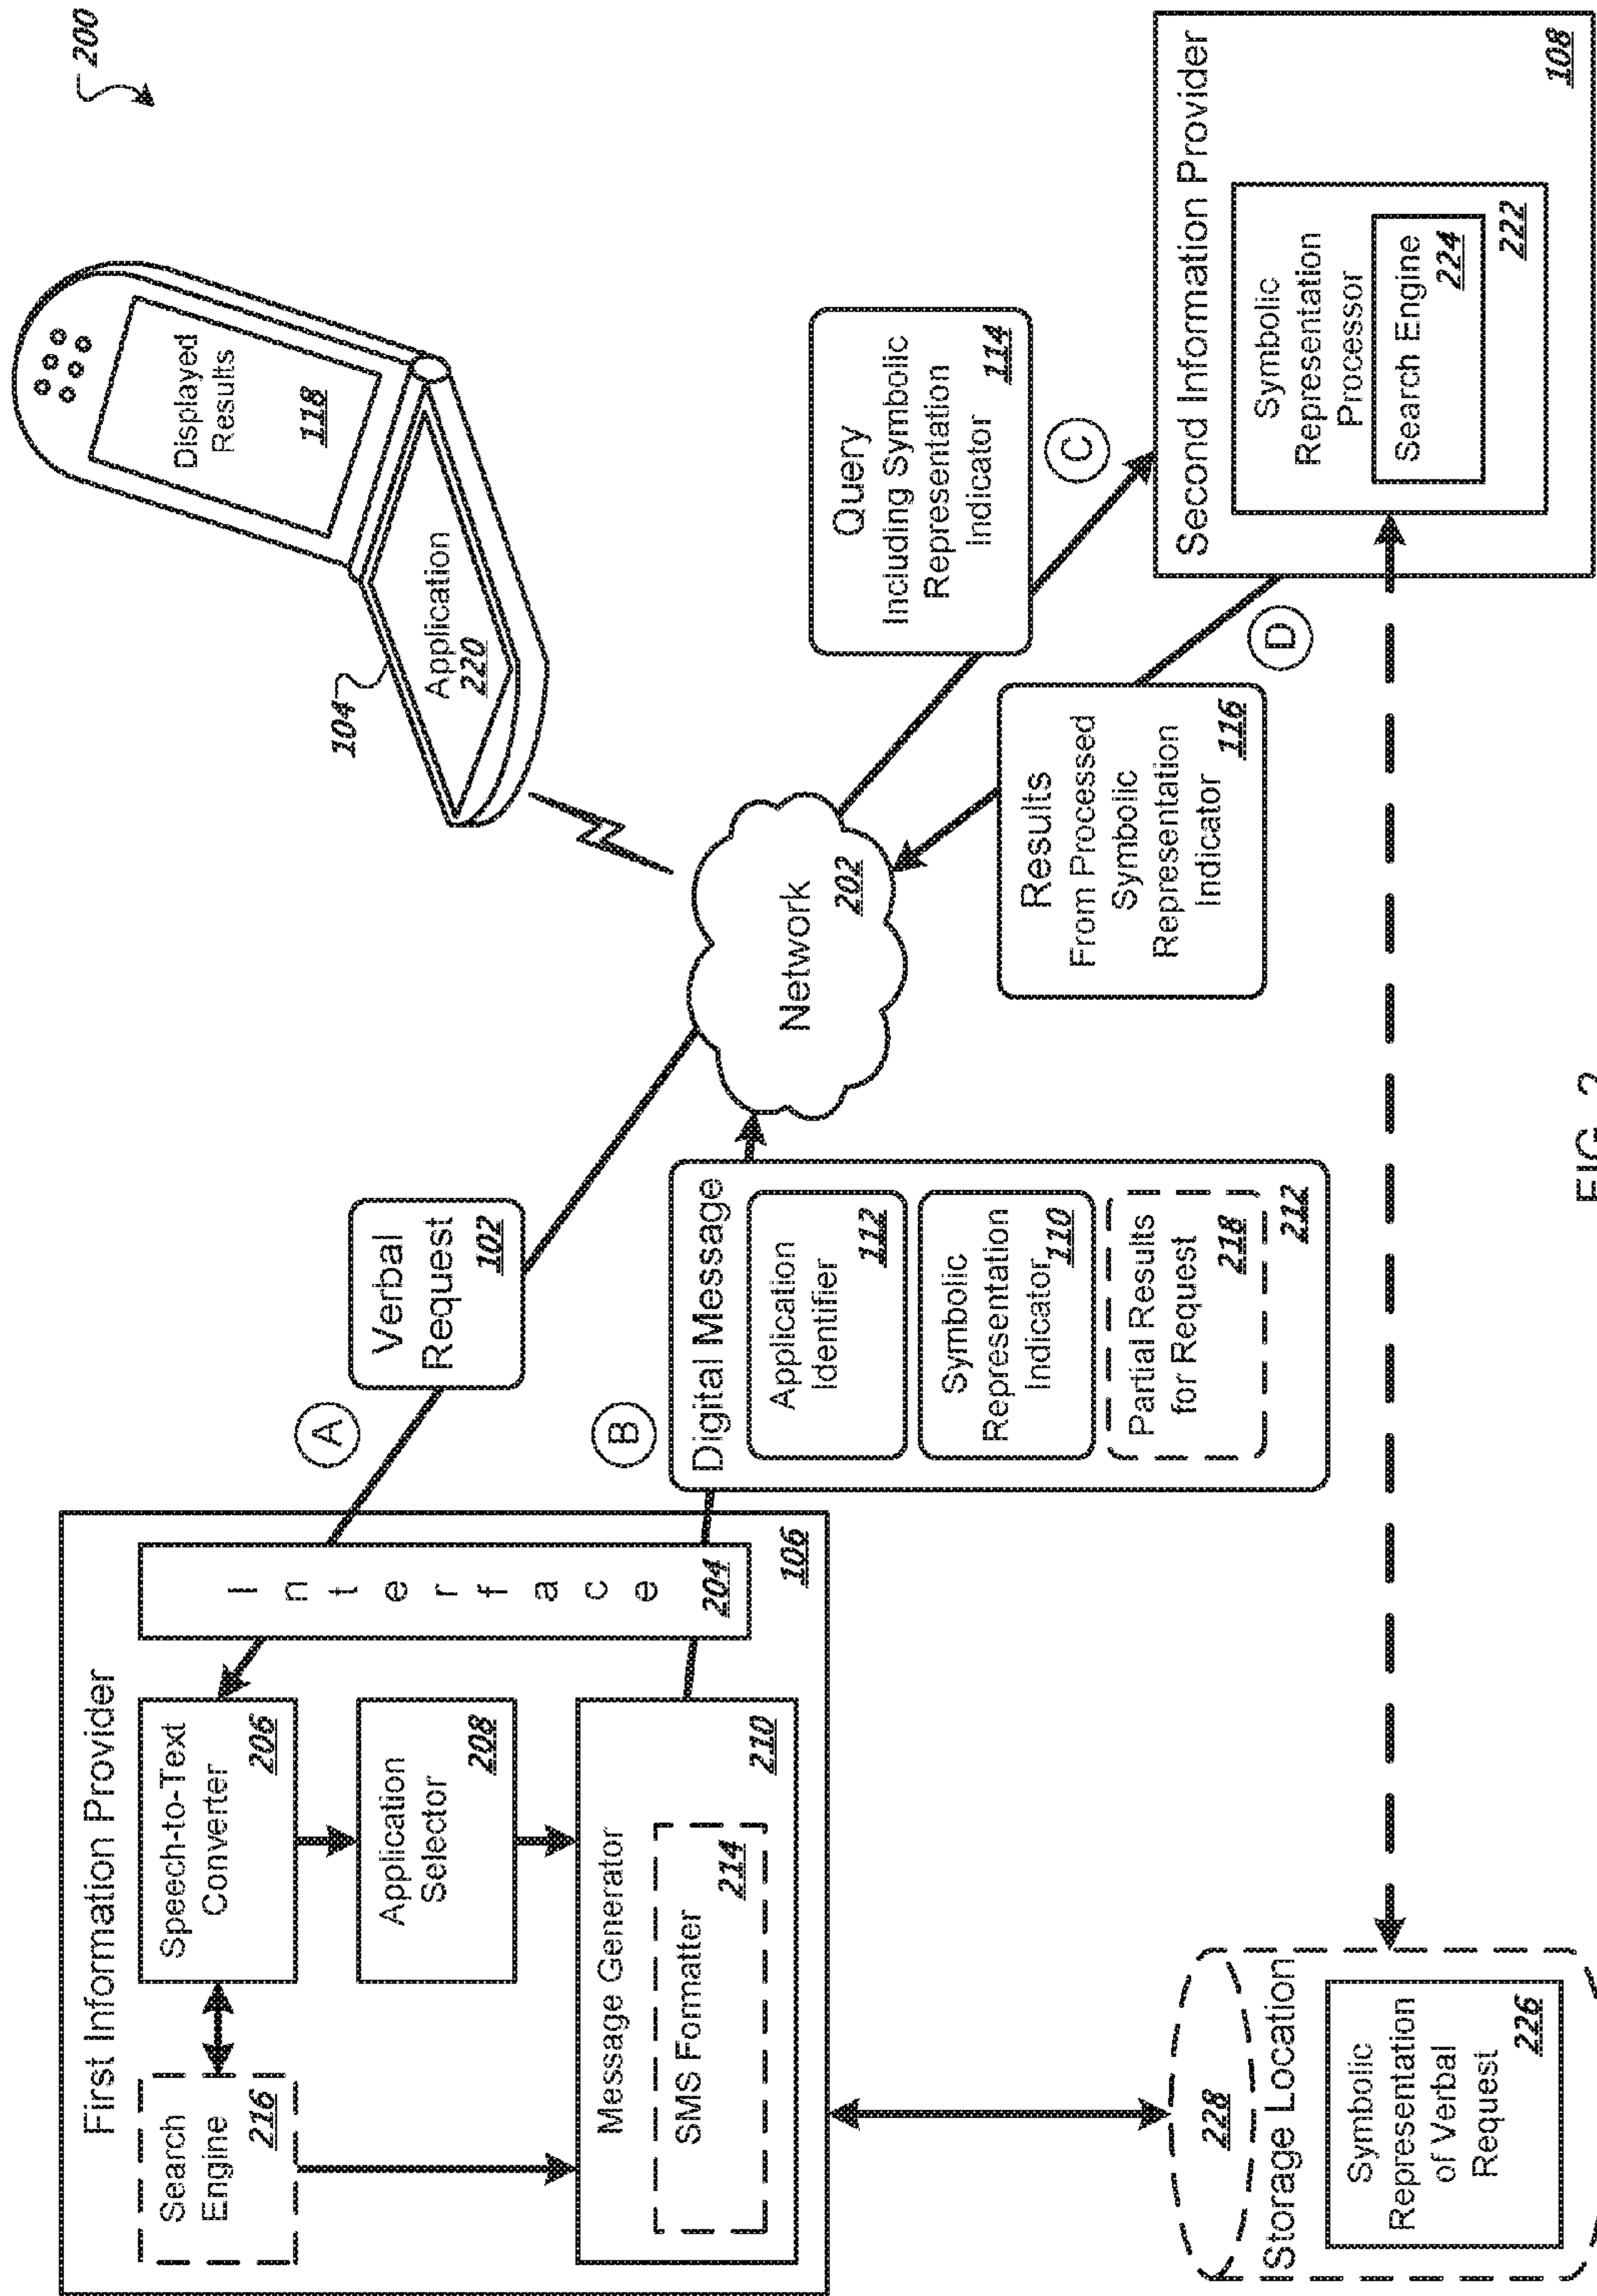 200
First Information Provider
Search
Engine
216
Speech-to-Text
Converter
206
Application
Selector
208
Message Generator
SMS Formatter
214
210
Interface
204
106
A
Verbal
Request
102
B
Digital Message
Application
Identifier
112
Symbolic
Representation
Indicator
110
Partial Results
for Request
218
212
Network
202
104
Application
220
Displayed
Results
118
Query
Including Symbolic
Representation
Indicator
114
C
Results
From Processed
Symbolic
Representation
Indicator
116
D
Second Information Provider
Symbolic
Representation
Processor
Search Engine
224
222
108
228
Storage Location
Symbolic
Representation
of Verbal
Request
226
FIG. 2